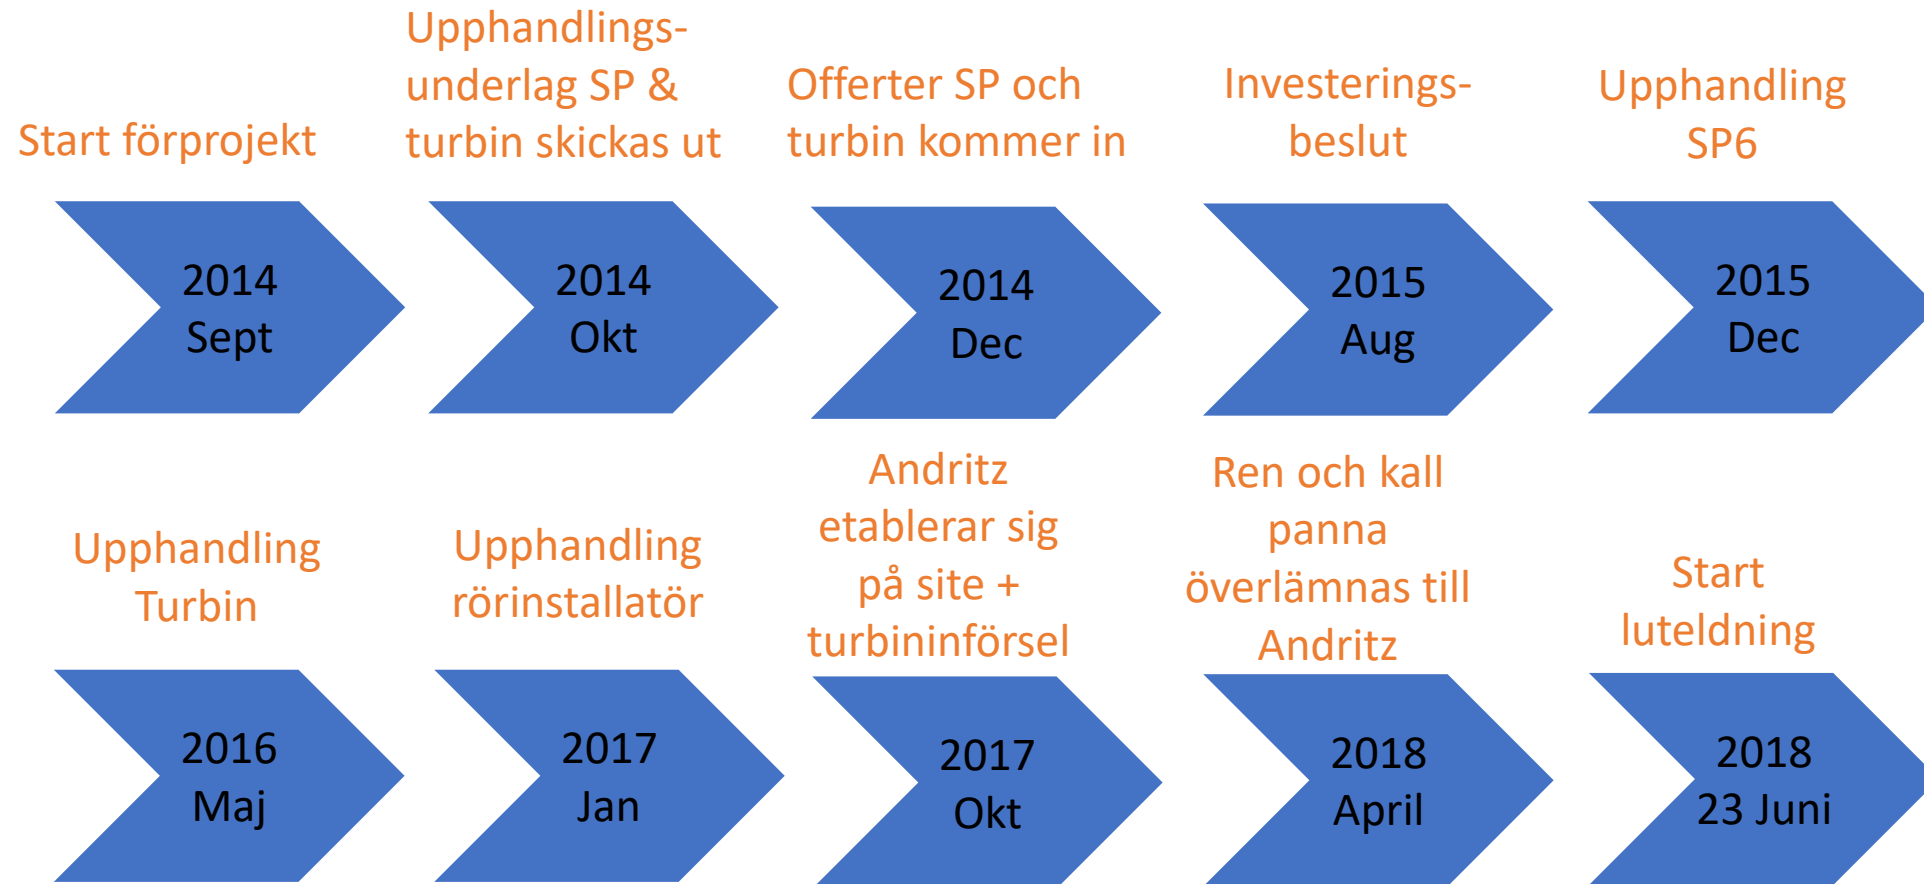 Start förprojekt
2014
Sept
Upphandlings-
underlag SP &
turbin skickas ut
2014
Okt
Offerter SP och
turbin kommer in
2014
Dec
Investerings-
beslut
2015
Aug
Upphandling
SP6
2015
Dec
Upphandling
Turbin
2016
Maj
Upphandling
rörinstallatör
2017
Jan
Andritz
etablerar sig
på site +
turbininförsel
2017
Okt
Ren och kall
panna
överlämnas till
Andritz
2018
April
Start
luteldning
2018
23 Juni